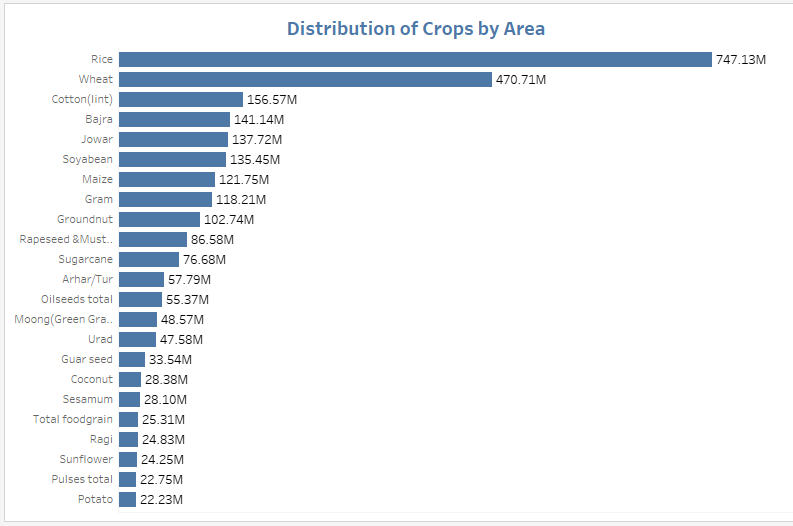 Distribution of Crops by Area
Rice 747.13M
Wheat 470.71M
Cotton(lint) 156.57M
Bajra 141.14M
Jowar 137.72M
Soyabean 135.45M
Maize 121.75M
Gram 118.21M
Groundnut 102.74M
Rapeseed &Must.. 86.58M
Sugarcane 76.68M
Arhar/Tur 57.79M
Oilseeds total 55.37M
Moong(Green Gra.. 48.57M
Urad 47.58M
Guar seed 33.54M
Coconut 28.38M
Sesamum 28.10M
Total foodgrain 25.31M
Ragi 24.83M
Sunflower 24.25M
Pulses total 22.75M
Potato 22.23M